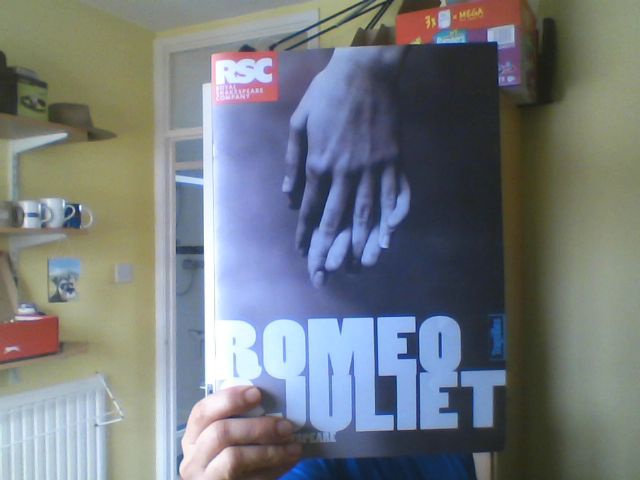 RSC
ROYAL
SHAKESPEARE
COMPANY
3x MEGA
ROMEO
& JULIET